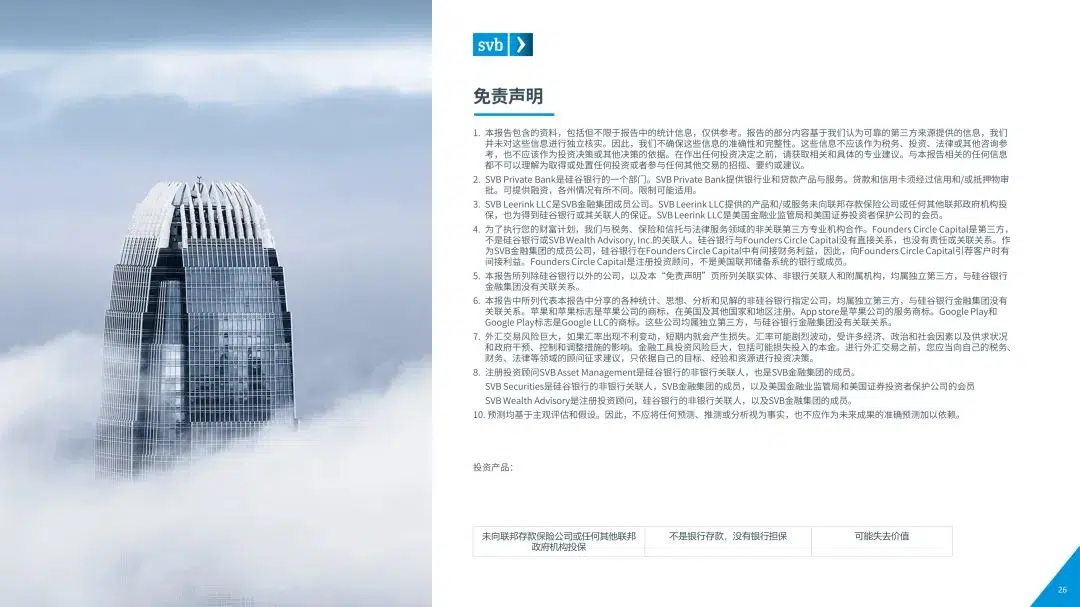 svb
免责声明
1. 本报告包含的资料，包括但不限于报告中的统计信息，仅供参考。报告的部分内容基于我们认为可靠的第三方来源提供的信息，我们
并未对这些信息进行独立核实。因此，我们不确保这些信息的准确性和完整性。这些信息不应该作为税务、投资、法律或其他咨询参
考，也不应该作为投资决策或其他决策的依据。在作出任何投资决定之前，请获取相关和具体的专业建议。与本报告相关的任何信息
都不可以理解为取得或处置任何投资或者参与任何其他交易的招揽、要约或建议。
2. SVB Private Bank是硅谷银行的一个部门。SVB Private Bank提供银行业和贷款产品与服务。贷款和信用卡须经过信用和/或抵押物审
批。可提供融资，各州情况有所不同。限制可能适用。
3. SVB Leerink LLC是SVB金融集团成员公司。SVB Leerink LLC提供的产品和/或服务未向联邦存款保险公司或任何其他联邦政府机构投
保，也为得到硅谷银行或其关联人的保证。SVB Leerink LLC是美国金融业监管局和美国证券投资者保护公司的会员。
4. 为了执行您的财富计划，我们与税务、保险和信托与法律服务领域的非关联第三方专业机构合作。Founders Circle Capital是第三方，
不是硅谷银行或SVB Wealth Advisory, Inc.的关联人。硅谷银行与Founders Circle Capital没有直接关系，也没有责任或关联关系。作
为SVB金融集团的成员公司，硅谷银行在Founders Circle Capital中有间接财务利益，因此，向Founders Circle Capital引荐客户时有
间接利益。Founders Circle Capital是注册投资顾问，不是美国联邦储备系统的银行或成员。
5. 本报告所列除硅谷银行以外的公司，以及本“免责声明”页所列关联实体、非银行关联人和附属机构，均属独立第三方，与硅谷银行
金融集团没有关联关系。
6. 本报告中所列代表本报告中分享的各种统计、思想、分析和见解的非硅谷银行指定公司，均属独立第三方，与硅谷银行金融集团没有
关联关系。苹果和苹果标志是苹果公司的商标，在美国及其他国家和地区注册。App store是苹果公司的服务商标。Google Play和
Google Play标志是Google LLC的商标。这些公司均属独立第三方，与硅谷银行金融集团没有关联关系。
7. 外汇交易风险巨大，如果汇率出现不利变动，短期内就会产生损失。汇率可能剧烈波动，受许多经济、政治和社会因素以及供求状况
和政府干预、控制和调整措施的影响。金融工具投资风险巨大，包括可能损失投入的本金。进行外汇交易之前，您应当向自己的税务、
财务、法律等领域的顾问征求建议，只依据自己的目标、经验和资源进行投资决策。
8. 注册投资顾问SVB Asset Management是硅谷银行的非银行关联人，也是SVB金融集团的成员。
SVB Securities是硅谷银行的非银行关联人，SVB金融集团的成员，以及美国金融业监管局和美国证券投资者保护公司的会员
SVB Wealth Advisory是注册投资顾问，硅谷银行的非银行关联人，以及SVB金融集团的成员。
10. 预测均基于主观评估和假设。因此，不应将任何预测、推测或分析视为事实，也不应作为未来成果的准确预测加以依赖。
投资产品：
未向联邦存款保险公司或任何其他联邦
政府机构投保
不是银行存款，没有银行担保
可能失去价值
26